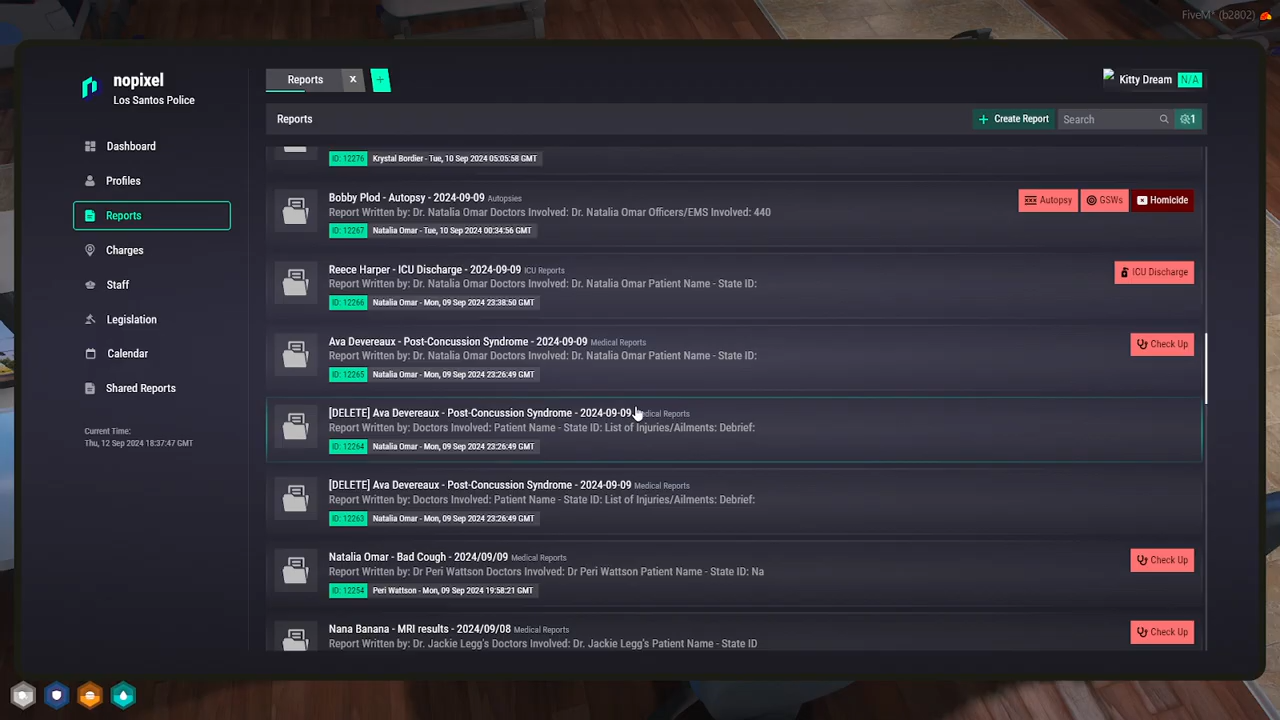 FiveM* (b2802)
nopixel
Los Santos Police
Reports x +
Kitty Dream N/A
Reports
Create Report
Search
1
Dashboard
Profiles
Reports
Charges
Staff
Legislation
Calendar
Shared Reports
Current Time:
Thu, 12 Sep 2024 18:37:47 GMT
ID: 12276 Krystal Bordier - Tue, 10 Sep 2024 05:05:58 GMT
Bobby Plod - Autopsy - 2024-09-09 Autopsies
Report Written by: Dr. Natalia Omar Doctors Involved: Dr. Natalia Omar Officers/EMS Involved: 440
ID: 12267 Natalia Omar - Tue, 10 Sep 2024 00:34:56 GMT
Autopsy GSWs Homicide
Reece Harper - ICU Discharge - 2024-09-09 ICU Reports
Report Written by: Dr. Natalia Omar Doctors Involved: Dr. Natalia Omar Patient Name - State ID:
ID: 12266 Natalia Omar - Mon, 09 Sep 2024 23:38:50 GMT
ICU Discharge
Ava Devereaux - Post-Concussion Syndrome - 2024-09-09 Medical Reports
Report Written by: Dr. Natalia Omar Doctors Involved: Dr. Natalia Omar Patient Name - State ID:
ID: 12265 Natalia Omar - Mon, 09 Sep 2024 23:26:49 GMT
Check Up
[DELETE] Ava Devereaux - Post-Concussion Syndrome - 2024-09-09 Medical Reports
Report Written by: Doctors Involved: Patient Name - State ID: List of Injuries/Ailments: Debrief:
ID: 12264 Natalia Omar - Mon, 09 Sep 2024 23:26:49 GMT
[DELETE] Ava Devereaux - Post-Concussion Syndrome - 2024-09-09 Medical Reports
Report Written by: Doctors Involved: Patient Name - State ID: List of Injuries/Ailments: Debrief:
ID: 12263 Natalia Omar - Mon, 09 Sep 2024 23:26:49 GMT
Natalia Omar - Bad Cough - 2024/09/09 Medical Reports
Report Written by: Dr Peri Wattson Doctors Involved: Dr Peri Wattson Patient Name - State ID: Na
ID: 12254 Peri Wattson - Mon, 09 Sep 2024 19:58:21 GMT
Check Up
Nana Banana - MRI results - 2024/09/08 Medical Reports
Report Written by: Dr. Jackie Legg's Doctors Involved: Dr. Jackie Legg's Patient Name - State ID
Check Up